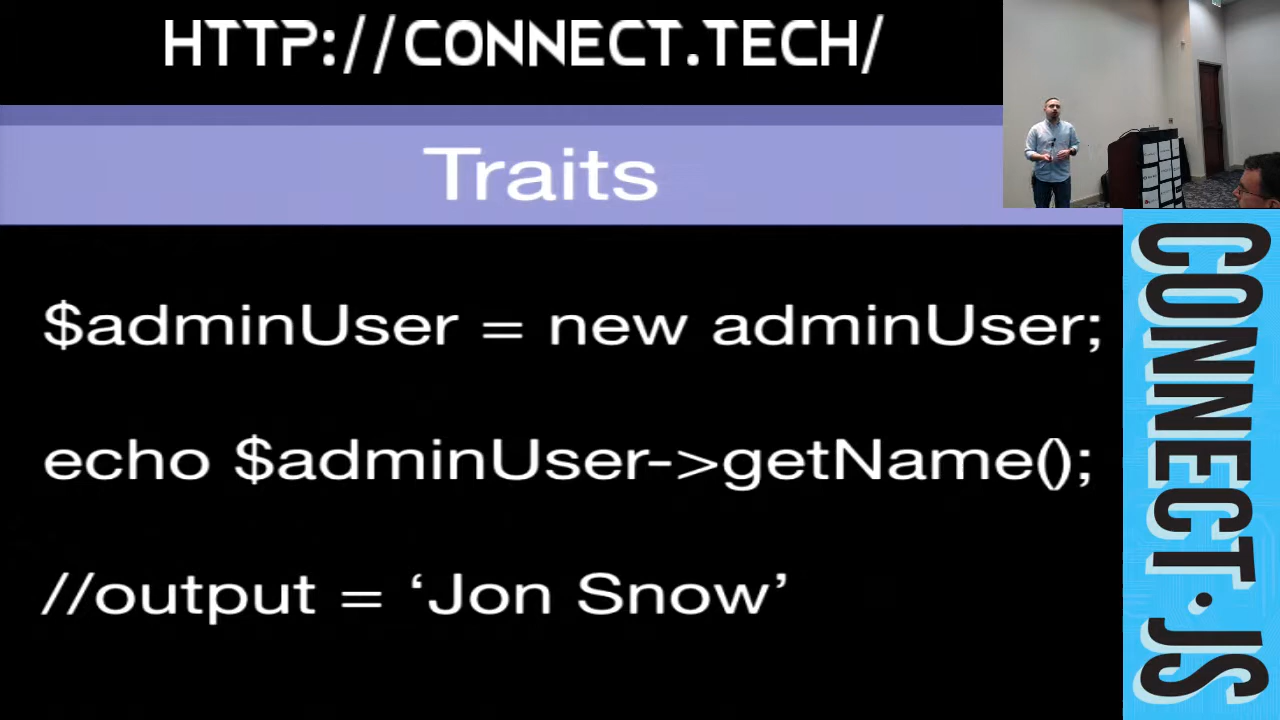 HTTP://CONNECT.TECH/
Traits
$adminUser = new adminUser;
echo $adminUser->getName();
//output = ‘Jon Snow’
CONNECT·JS